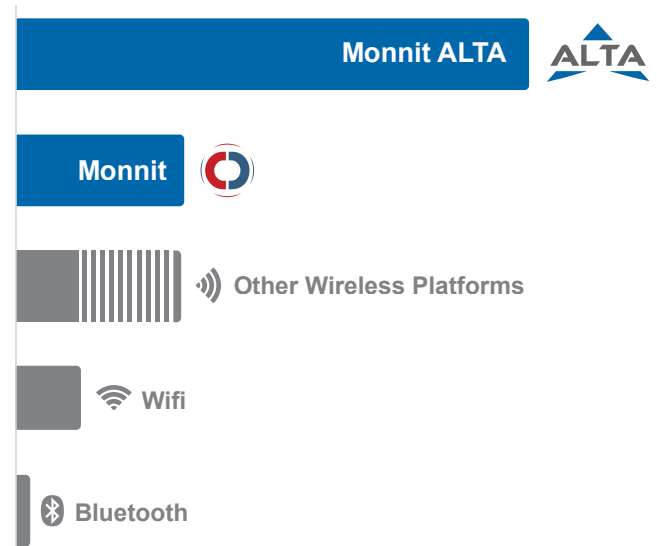 Monnit ALTA
ALTA
Monnit
Other Wireless Platforms
Wifi
Bluetooth